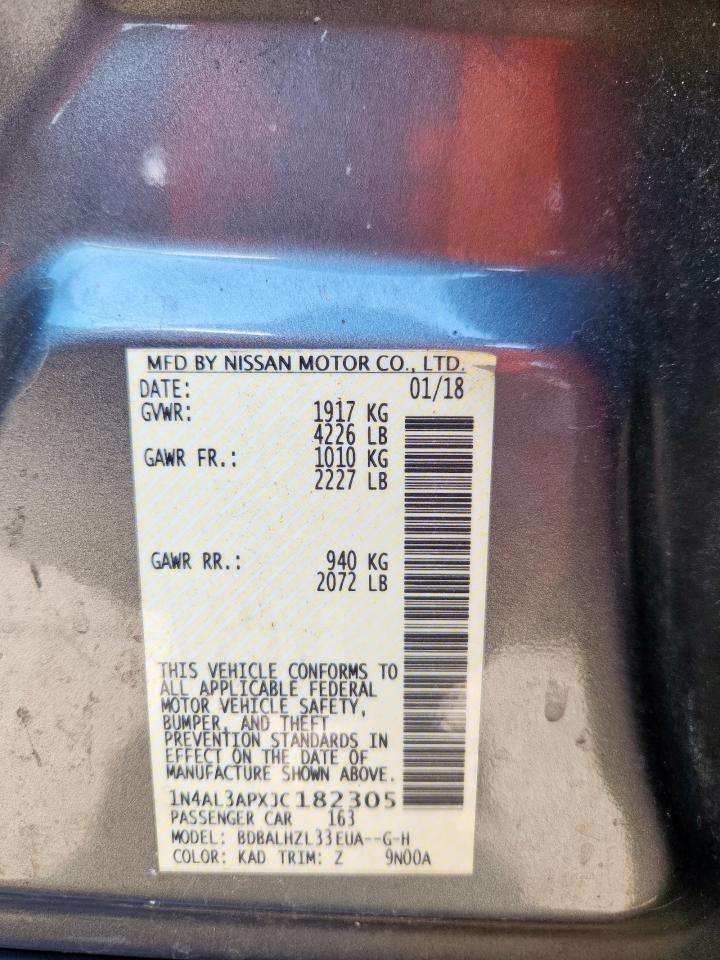 MFD BY NISSAN MOTOR CO., LTD.
DATE: 01/18
GVWR: 1917 KG
4226 LB
GAWR FR.: 1010 KG
2227 LB
GAWR RR.: 940 KG
2072 LB
THIS VEHICLE CONFORMS TO
ALL APPLICABLE FEDERAL
MOTOR VEHICLE SAFETY,
BUMPER, AND THEFT
PREVENTION STANDARDS IN
EFFECT ON THE DATE OF
MANUFACTURE SHOWN ABOVE.
1N4AL3APXJC182305
PASSENGER CAR 163
MODEL: BDBALHZL33EUA--G-H
COLOR: KAD TRIM: Z 9N00A